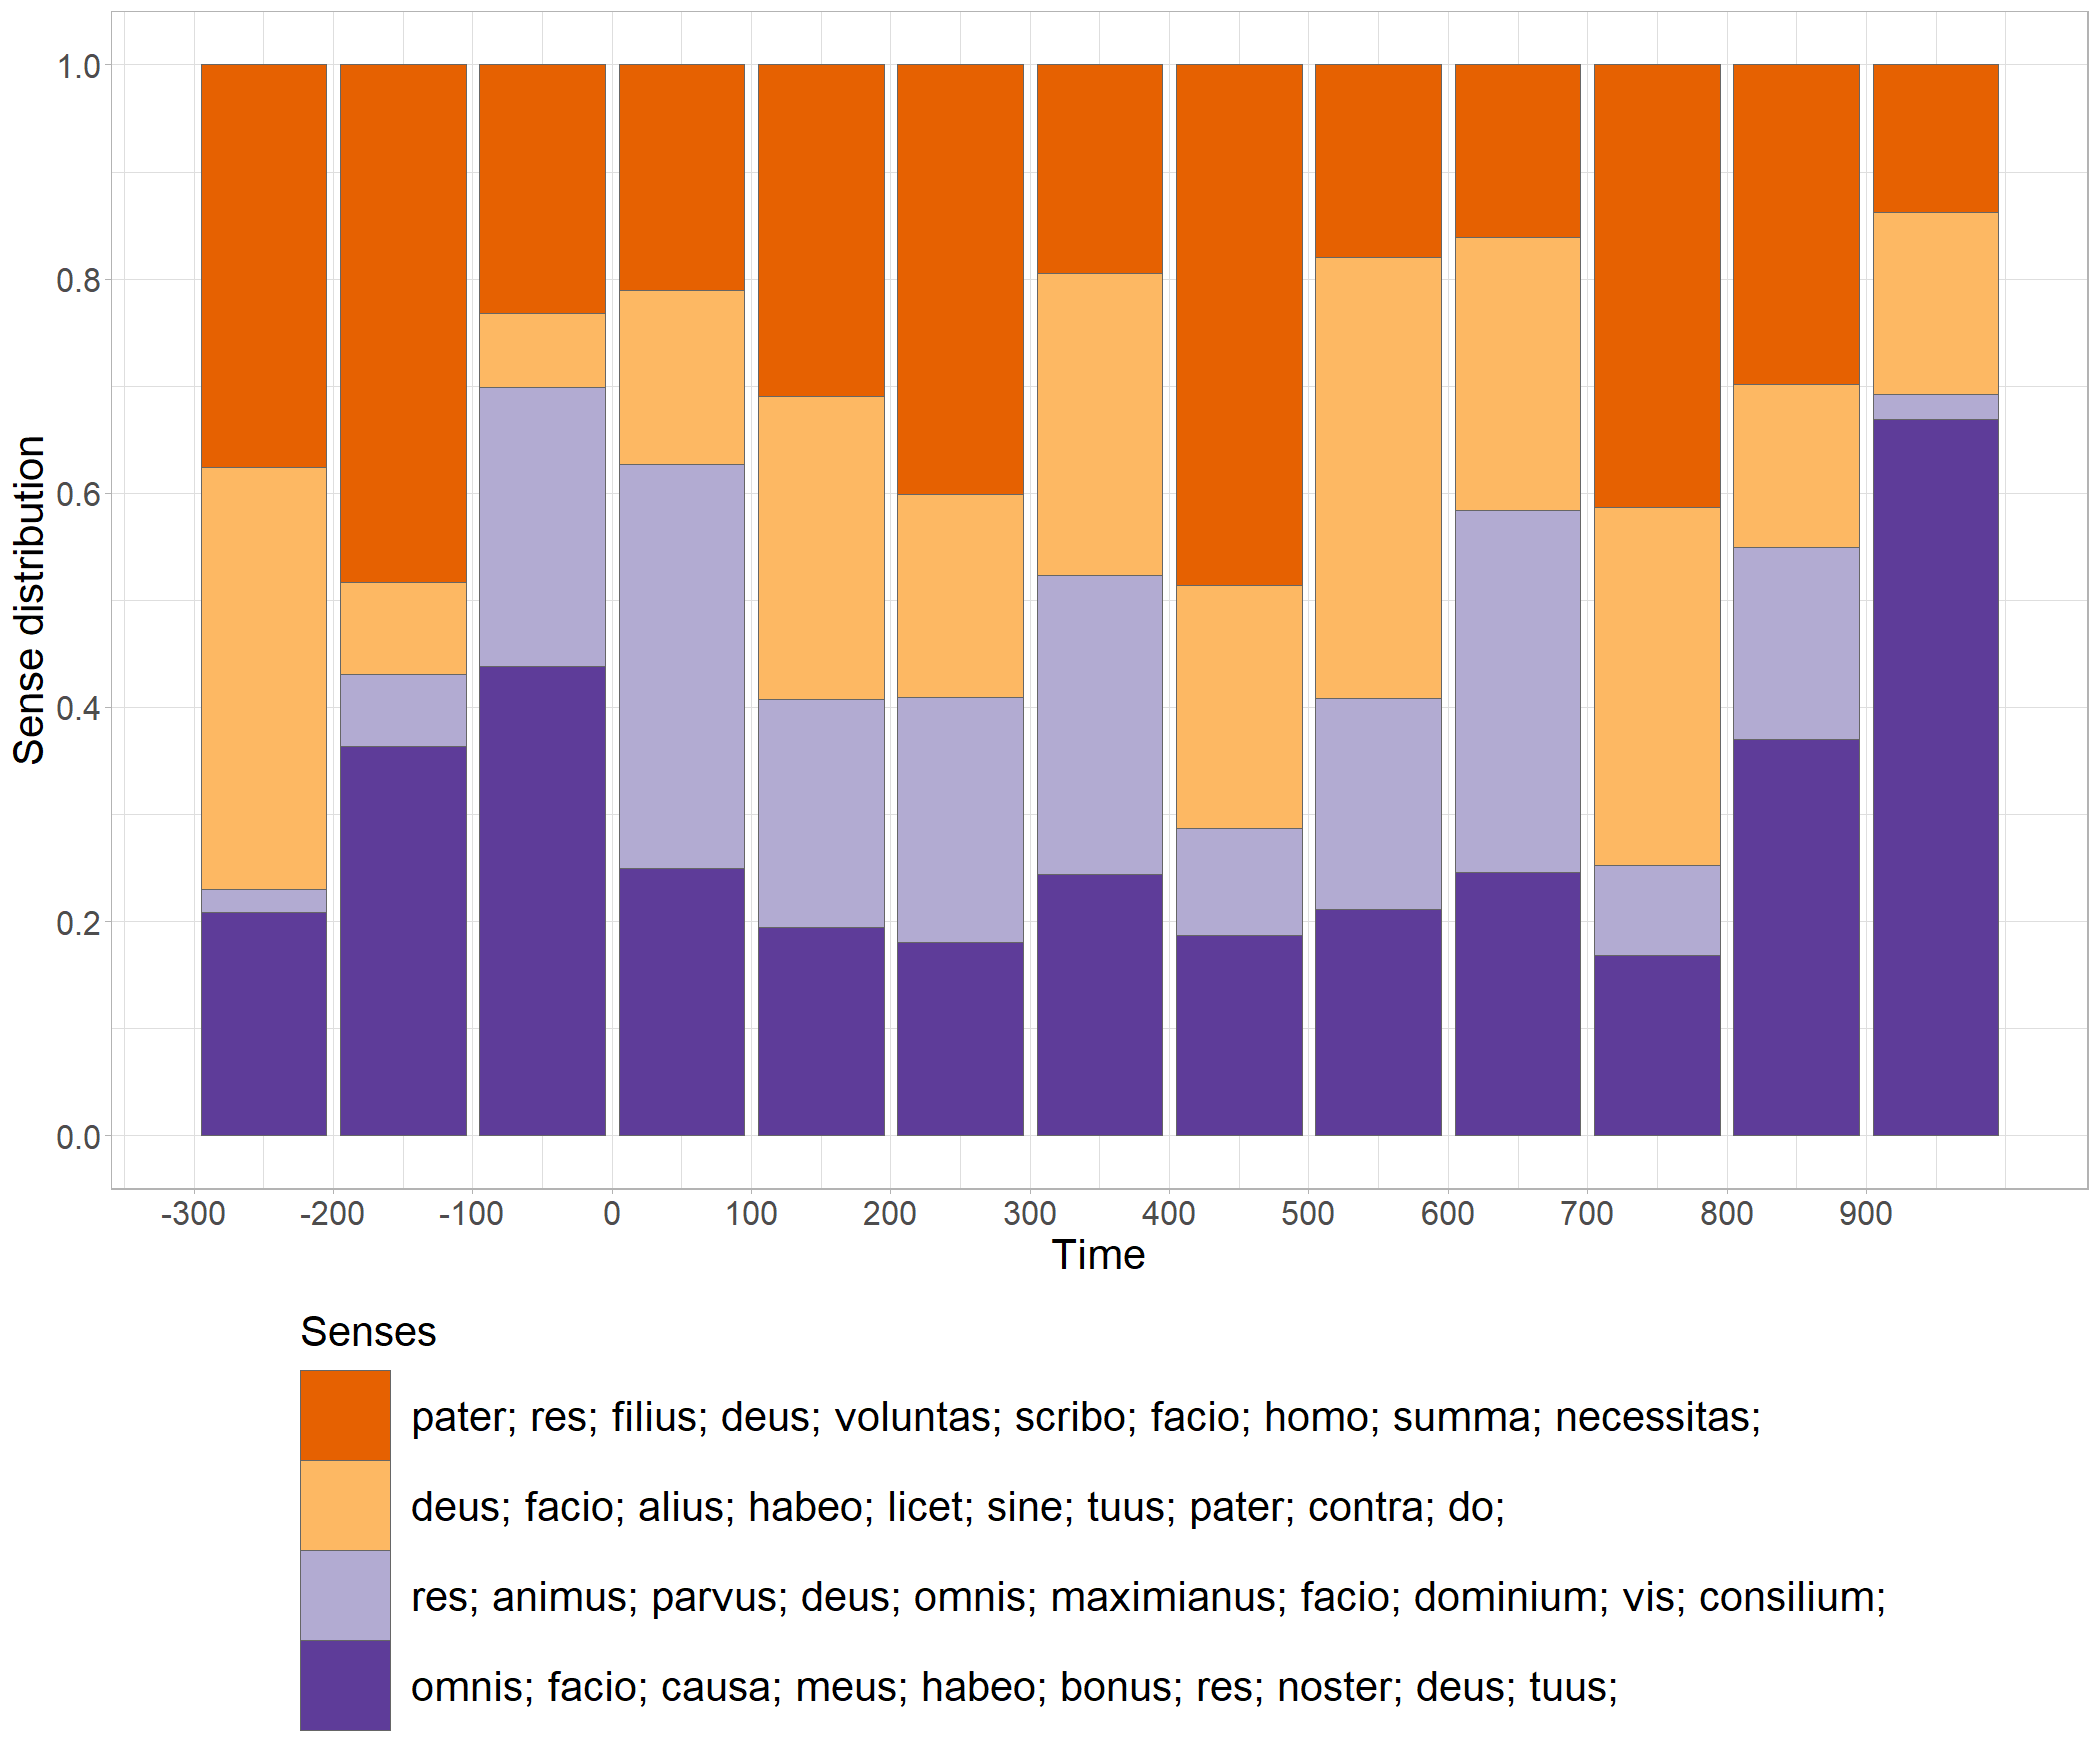 1.0
0.8
0.6
0.4
0.2
0.0
Sense distribution
-300 -200 -100 0 100 200 300 400 500 600 700 800 900
Time
Senses
pater; res; filius; deus; voluntas; scribo; facio; homo; summa; necessitas;
deus; facio; alius; habeo; licet; sine; tuus; pater; contra; do;
res; animus; parvus; deus; omnis; maximianus; facio; dominium; vis; consilium;
omnis; facio; causa; meus; habeo; bonus; res; noster; deus; tuus;